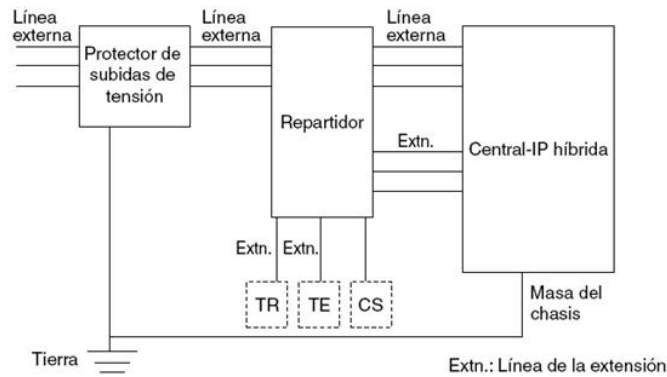 Línea
externa
Línea
externa
Línea
externa
Protector de
subidas de
tensión
Repartidor
Extn.
Central-IP híbrida
Extn.
Extn.
TR
TE
CS
Masa del
chasis
Tierra
Extn.: Línea de la extensión